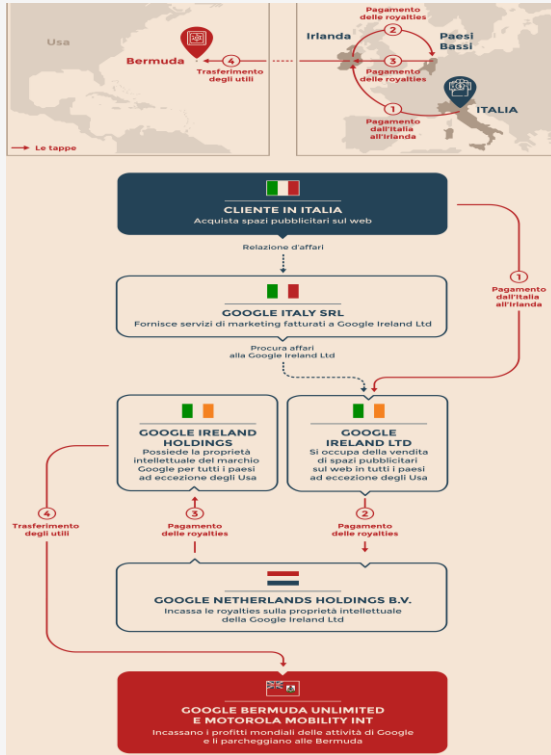 Usa
Bermuda
4
Trasferimento
degli utili
Le tappe
2
Pagamento
delle royalties
Irlanda
Paesi
Bassi
3
Pagamento
delle royalties
ITALIA
1
Pagamento
dall'Italia
all'Irlanda
CLIENTE IN ITALIA
Acquista spazi pubblicitari sul web
Relazione d'affari
1
Pagamento
dall'Italia
all'Irlanda
GOOGLE ITALY SRL
Fornisce servizi di marketing fatturati a Google Ireland Ltd
Procura affari
alla Google Ireland Ltd
GOOGLE IRELAND
HOLDINGS
Possiede la proprietà
intellettuale del marchio
Google per tutti i paesi
ad eccezione degli Usa
GOOGLE
IRELAND LTD
Si occupa della vendita
di spazi pubblicitari
sul web in tutti i paesi
ad eccezione degli Usa
4
Trasferimento
degli utili
3
Pagamento
delle royalties
2
Pagamento
delle royalties
GOOGLE NETHERLANDS HOLDINGS B.V.
Incassa le royalties sulla proprietà intellettuale
della Google Ireland Ltd
GOOGLE BERMUDA UNLIMITED
E MOTOROLA MOBILITY INT
Incassano i profitti mondiali delle attività di Google
e li parcheggiano alle Bermuda